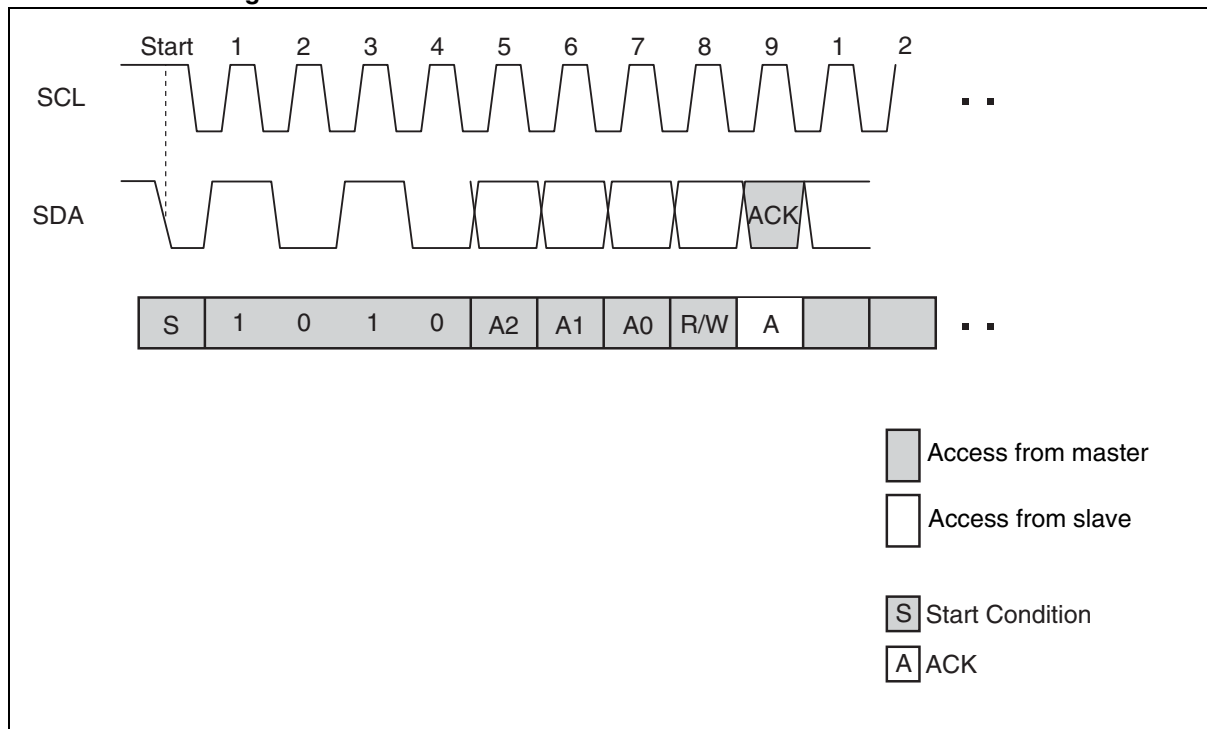 Start 1 2 3 4 5 6 7 8 9 1 2
SCL
SDA
ACK
S 1 0 1 0 A2 A1 A0 R/W A
Access from master
Access from slave
S Start Condition
A ACK